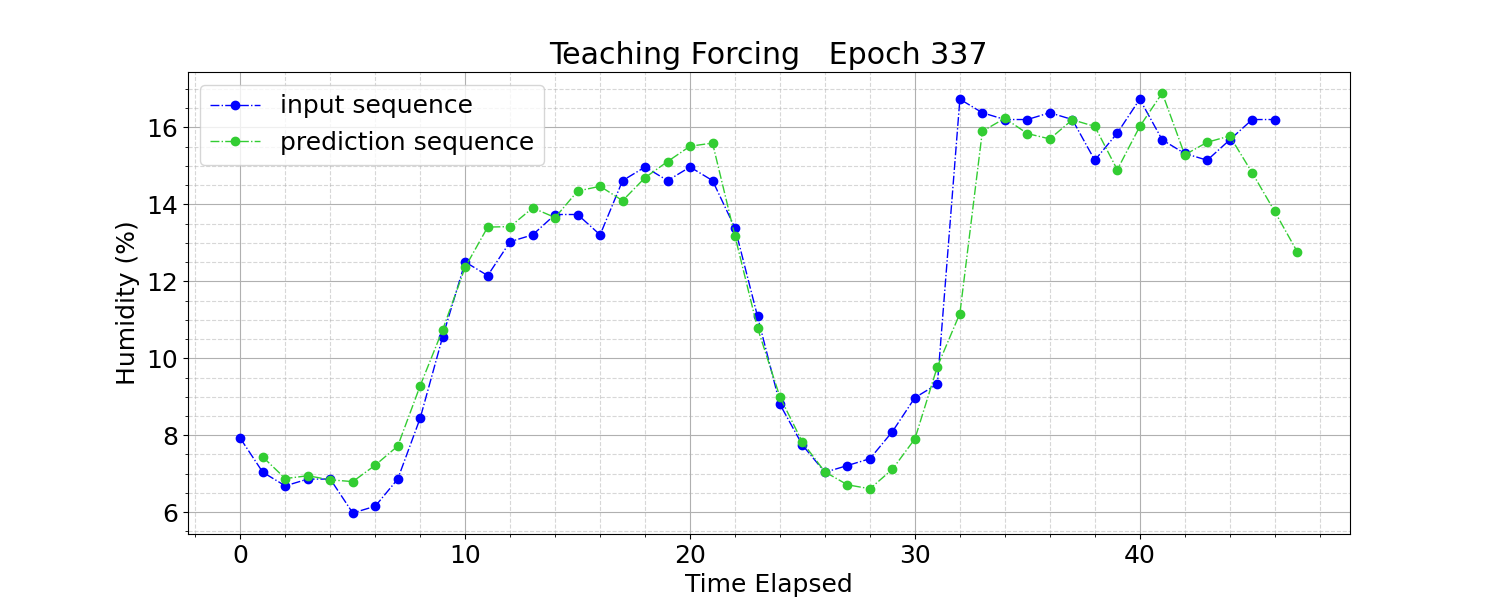 Teaching Forcing   Epoch 337
input sequence
prediction sequence
Humidity (%)
16
14
12
10
8
6
0 10 20 30 40
Time Elapsed